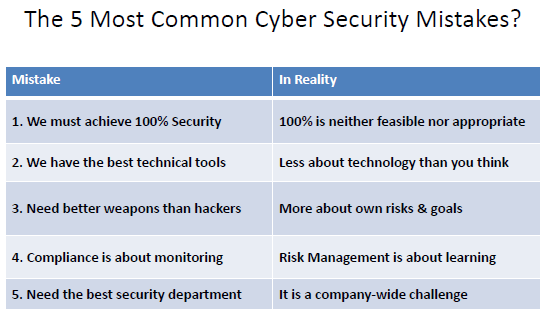 The 5 Most Common Cyber Security Mistakes?
Mistake In Reality
1. We must achieve 100% Security 100% is neither feasible nor appropriate
2. We have the best technical tools Less about technology than you think
3. Need better weapons than hackers More about own risks & goals
4. Compliance is about monitoring Risk Management is about learning
5. Need the best security department It is a company-wide challenge